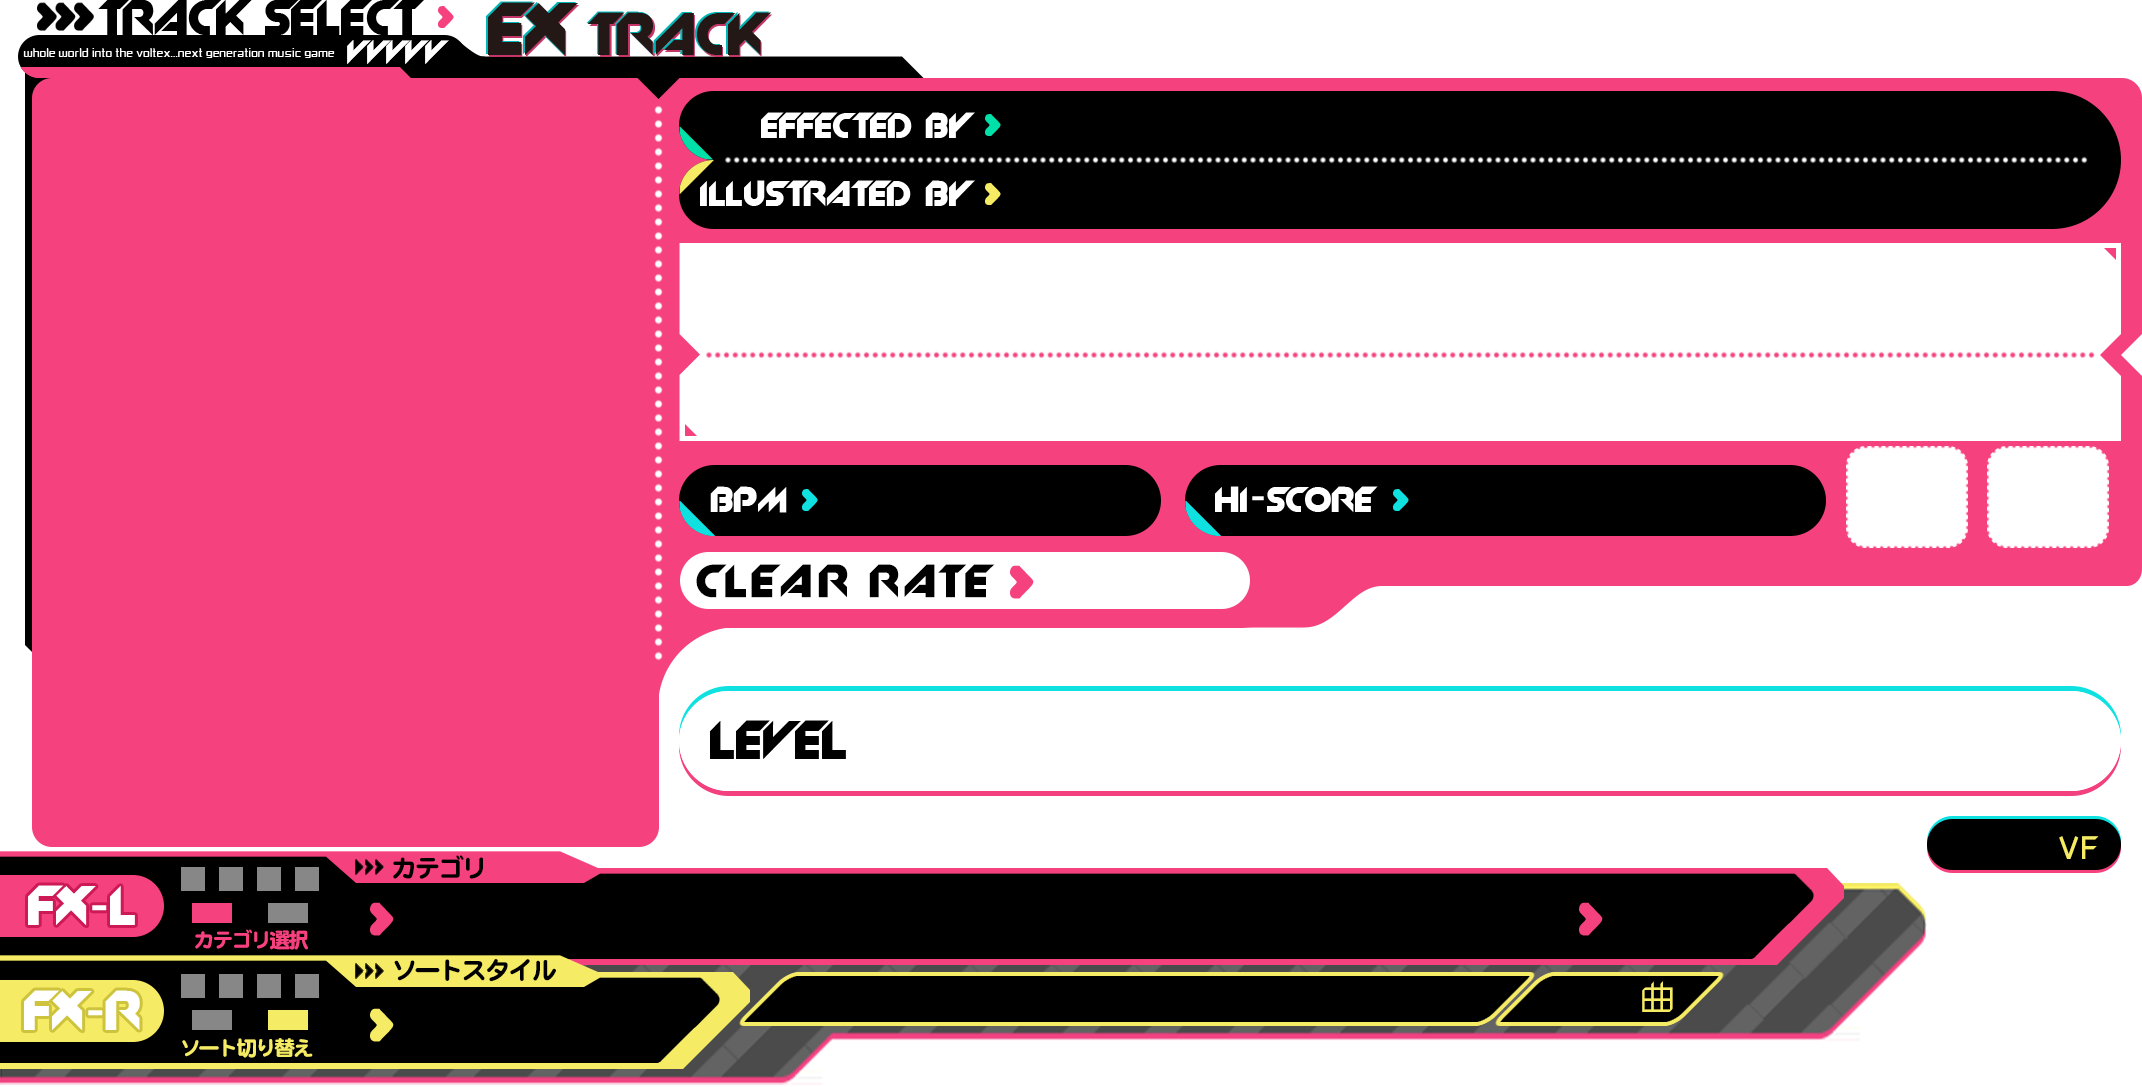 TRACK SELECT
EX TRACK
whole world into the voltex...next generation music game
EFFECTED BY
ILLUSTRATED BY
BPM
HI-SCORE
CLEAR RATE
LEVEL
VF
カテゴリ
FX-L
カテゴリ選択
ソートスタイル
FX-R
ソート切り替え